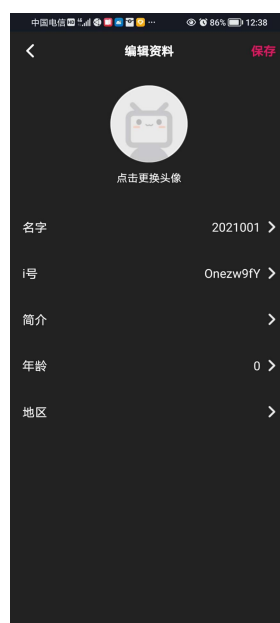 中国电信 86% 12:38
编辑资料 保存
点击更换头像
名字 2021001
i号 Onezw9fY
简介
年龄 0
地区